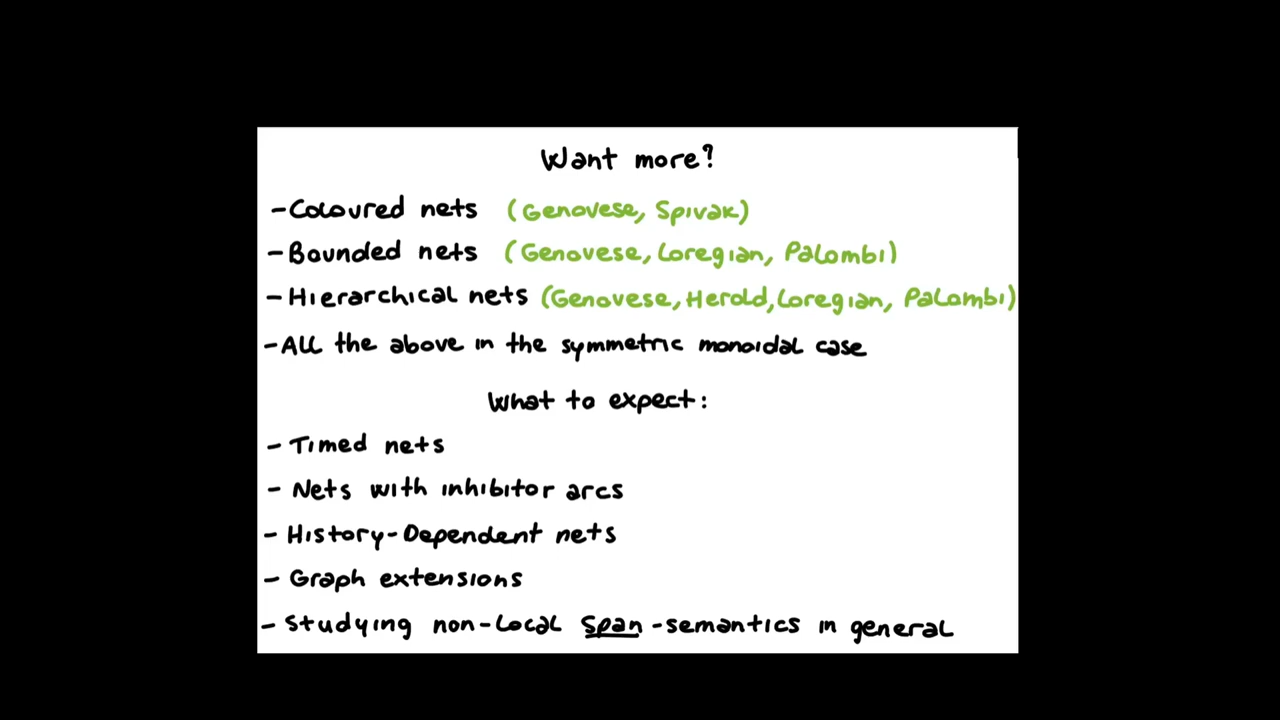 Want more?
- Coloured nets (Genovese, Spivak)
- Bounded nets (Genovese, Loregian, Palombi)
- Hierarchical nets (Genovese, Herold, Loregian, Palombi)
- All the above in the symmetric monoidal case
What to expect:
- Timed nets
- Nets with inhibitor arcs
- History-Dependent nets
- Graph extensions
- Studying non-local span-semantics in general